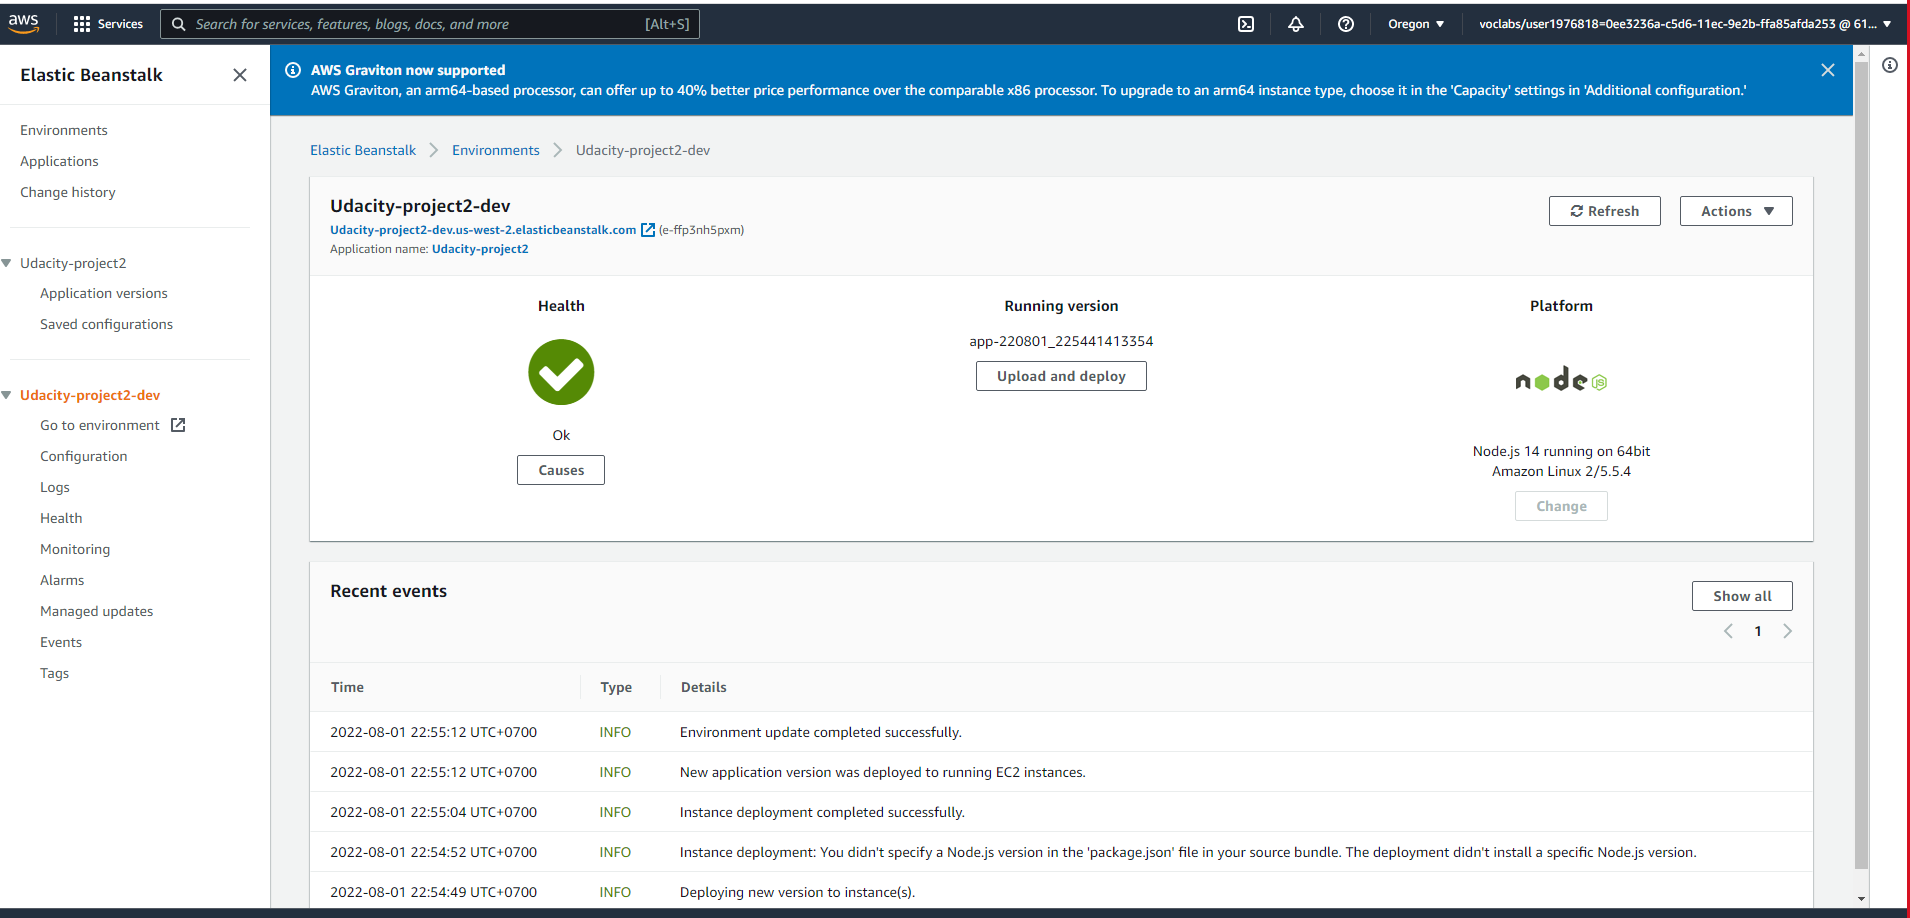 aws
Services
Search for services, features, blogs, docs, and more
[Alt+S]
Oregon
voclabs/user1976818=0ee3236a-c5d6-11ec-9e2b-ffa85afda253 @ 61...
Elastic Beanstalk
Environments
Applications
Change history
Udacity-project2
Application versions
Saved configurations
Udacity-project2-dev
Go to environment
Configuration
Logs
Health
Monitoring
Alarms
Managed updates
Events
Tags
AWS Graviton now supported
AWS Graviton, an arm64-based processor, can offer up to 40% better price performance over the comparable x86 processor. To upgrade to an arm64 instance type, choose it in the 'Capacity' settings in 'Additional configuration.'
Elastic Beanstalk Environments Udacity-project2-dev
Udacity-project2-dev
Udacity-project2-dev.us-west-2.elasticbeanstalk.com (e-ffp3nh5pxm)
Application name: Udacity-project2
Refresh
Actions
Health
Ok
Causes
Running version
app-220801_225441413354
Upload and deploy
Platform
node JS
Node.js 14 running on 64bit
Amazon Linux 2/5.5.4
Change
Recent events
Show all
1
Time Type Details
2022-08-01 22:55:12 UTC+0700 INFO Environment update completed successfully.
2022-08-01 22:55:12 UTC+0700 INFO New application version was deployed to running EC2 instances.
2022-08-01 22:55:04 UTC+0700 INFO Instance deployment completed successfully.
2022-08-01 22:54:52 UTC+0700 INFO Instance deployment: You didn't specify a Node.js version in the 'package.json' file in your source bundle. The deployment didn't install a specific Node.js version.
2022-08-01 22:54:49 UTC+0700 INFO Deploying new version to instance(s).